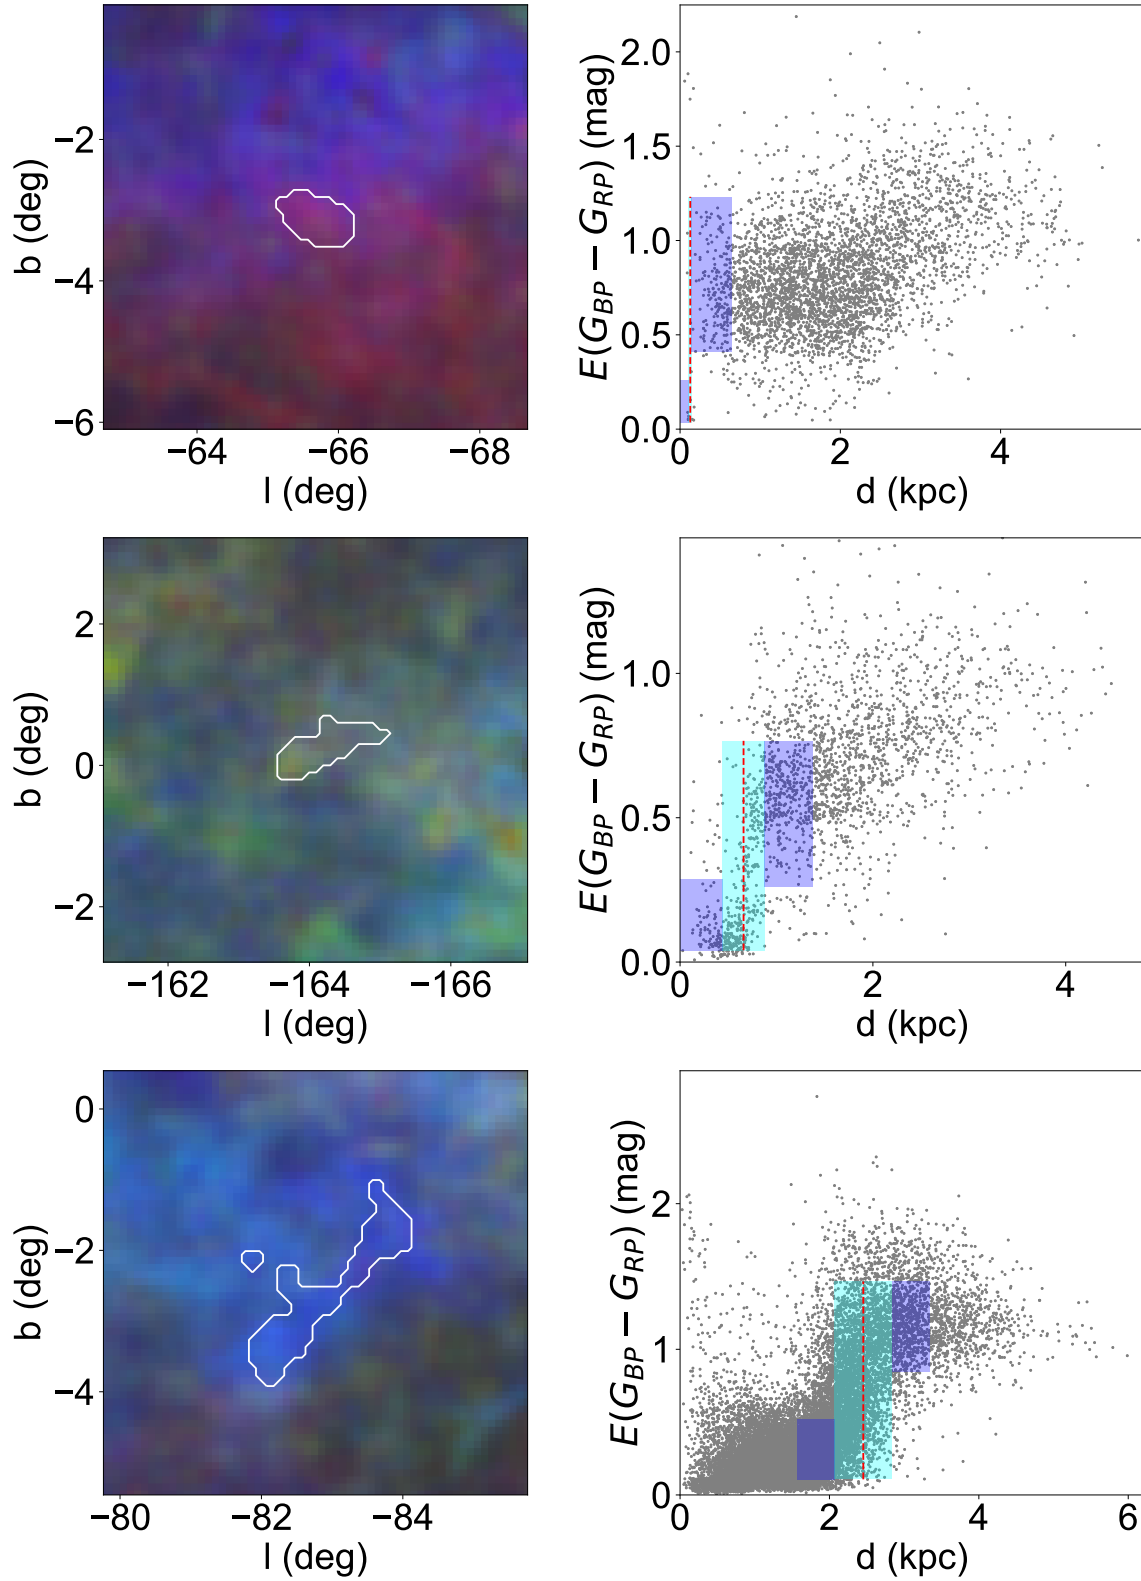 −2
−4
−6
b (deg)
−64 −66 −68
l (deg)
2.0
1.5
1.0
0.5
0.0
E(G_BP − G_RP) (mag)
0 2 4
d (kpc)
2
0
−2
b (deg)
−162 −164 −166
l (deg)
1.0
0.5
0.0
E(G_BP − G_RP) (mag)
0 2 4
d (kpc)
0
−2
−4
b (deg)
−80 −82 −84
l (deg)
2
1
0
E(G_BP − G_RP) (mag)
0 2 4 6
d (kpc)